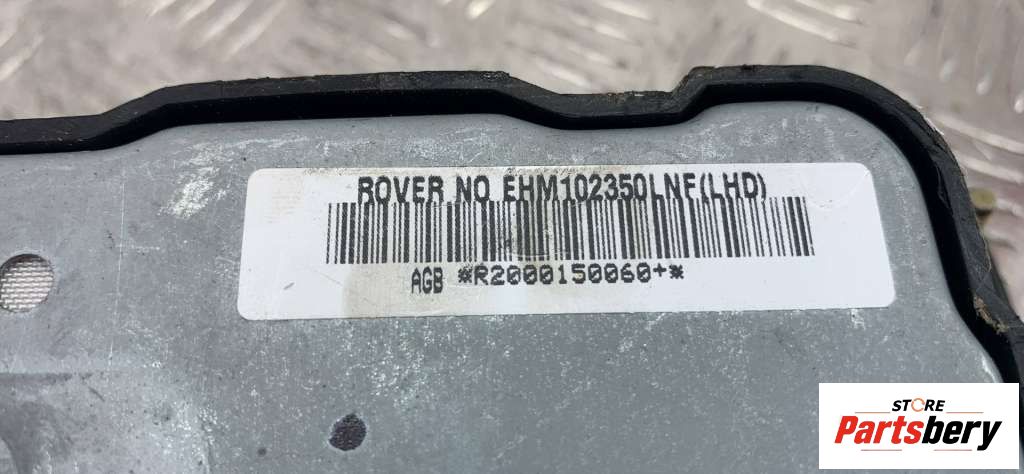 ROVER NO EHM102350LNF(LHD)
AGB *R2000150060+*
STORE
Partsbery